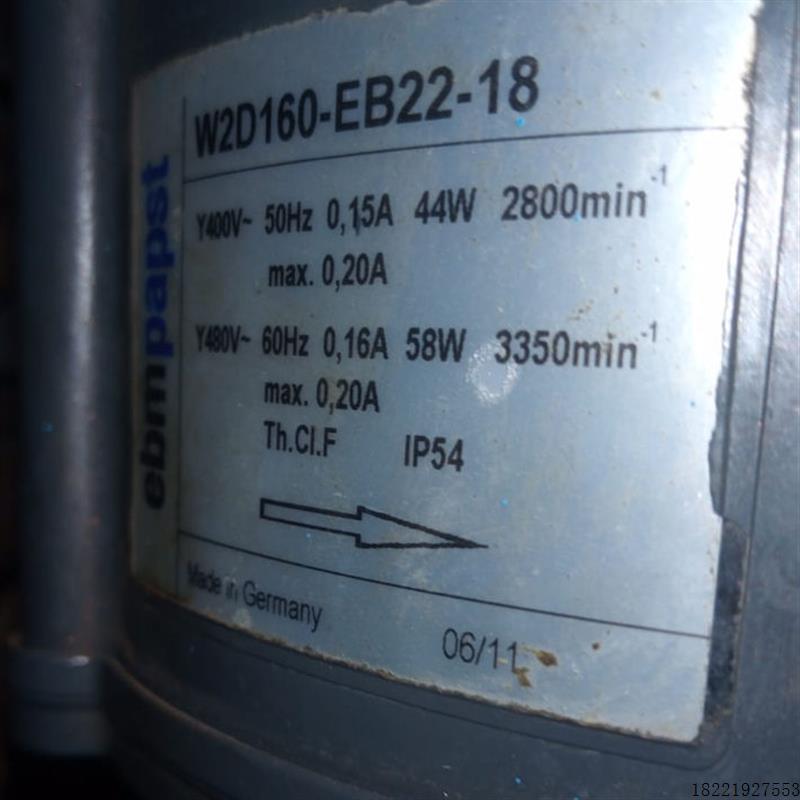 W2D160-EB22-18
ebmpapst
Y400V~ 50Hz 0,15A 44W 2800min-1
max. 0,20A
Y480V~ 60Hz 0,16A 58W 3350min-1
max. 0,20A
Th.Cl.F IP54
Made in Germany
06/11
18221927553